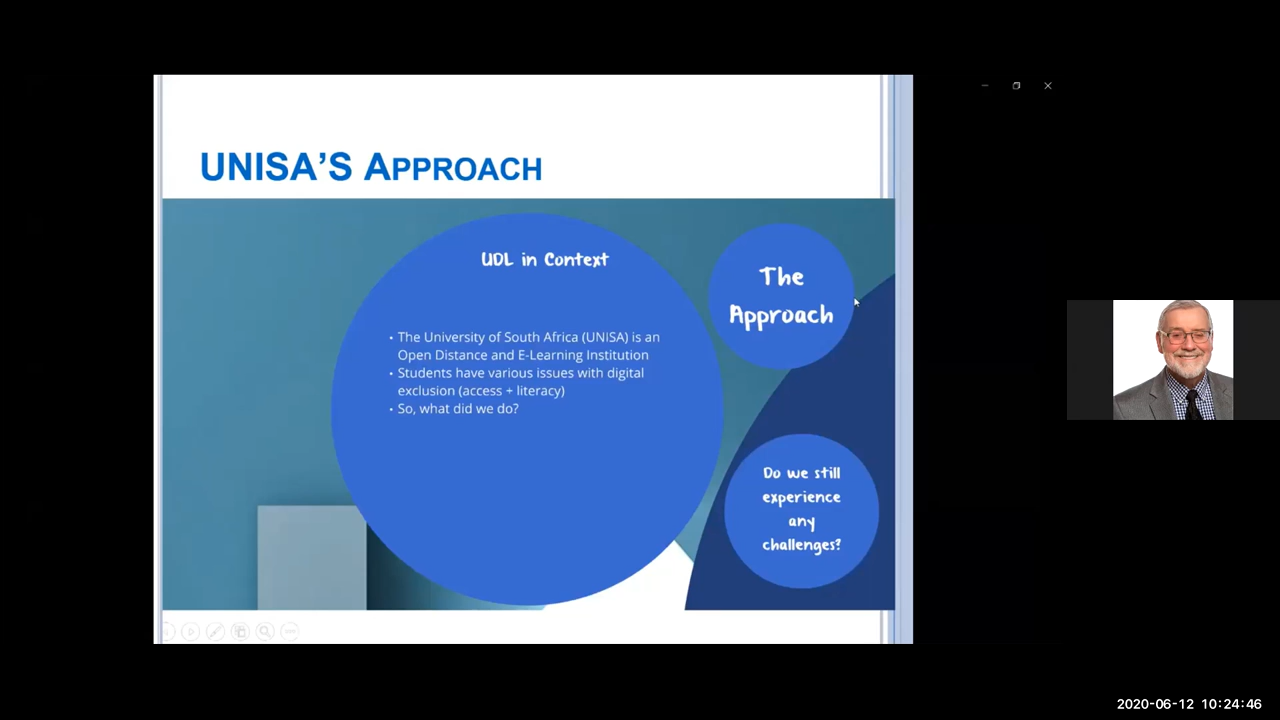 UNISA'S APPROACH
UDL in Context
• The University of South Africa (UNISA) is an
Open Distance and E-Learning Institution
• Students have various issues with digital
exclusion (access + literacy)
• So, what did we do?
The
Approach
Do we still
experience
any
challenges?
2020-06-12 10:24:46